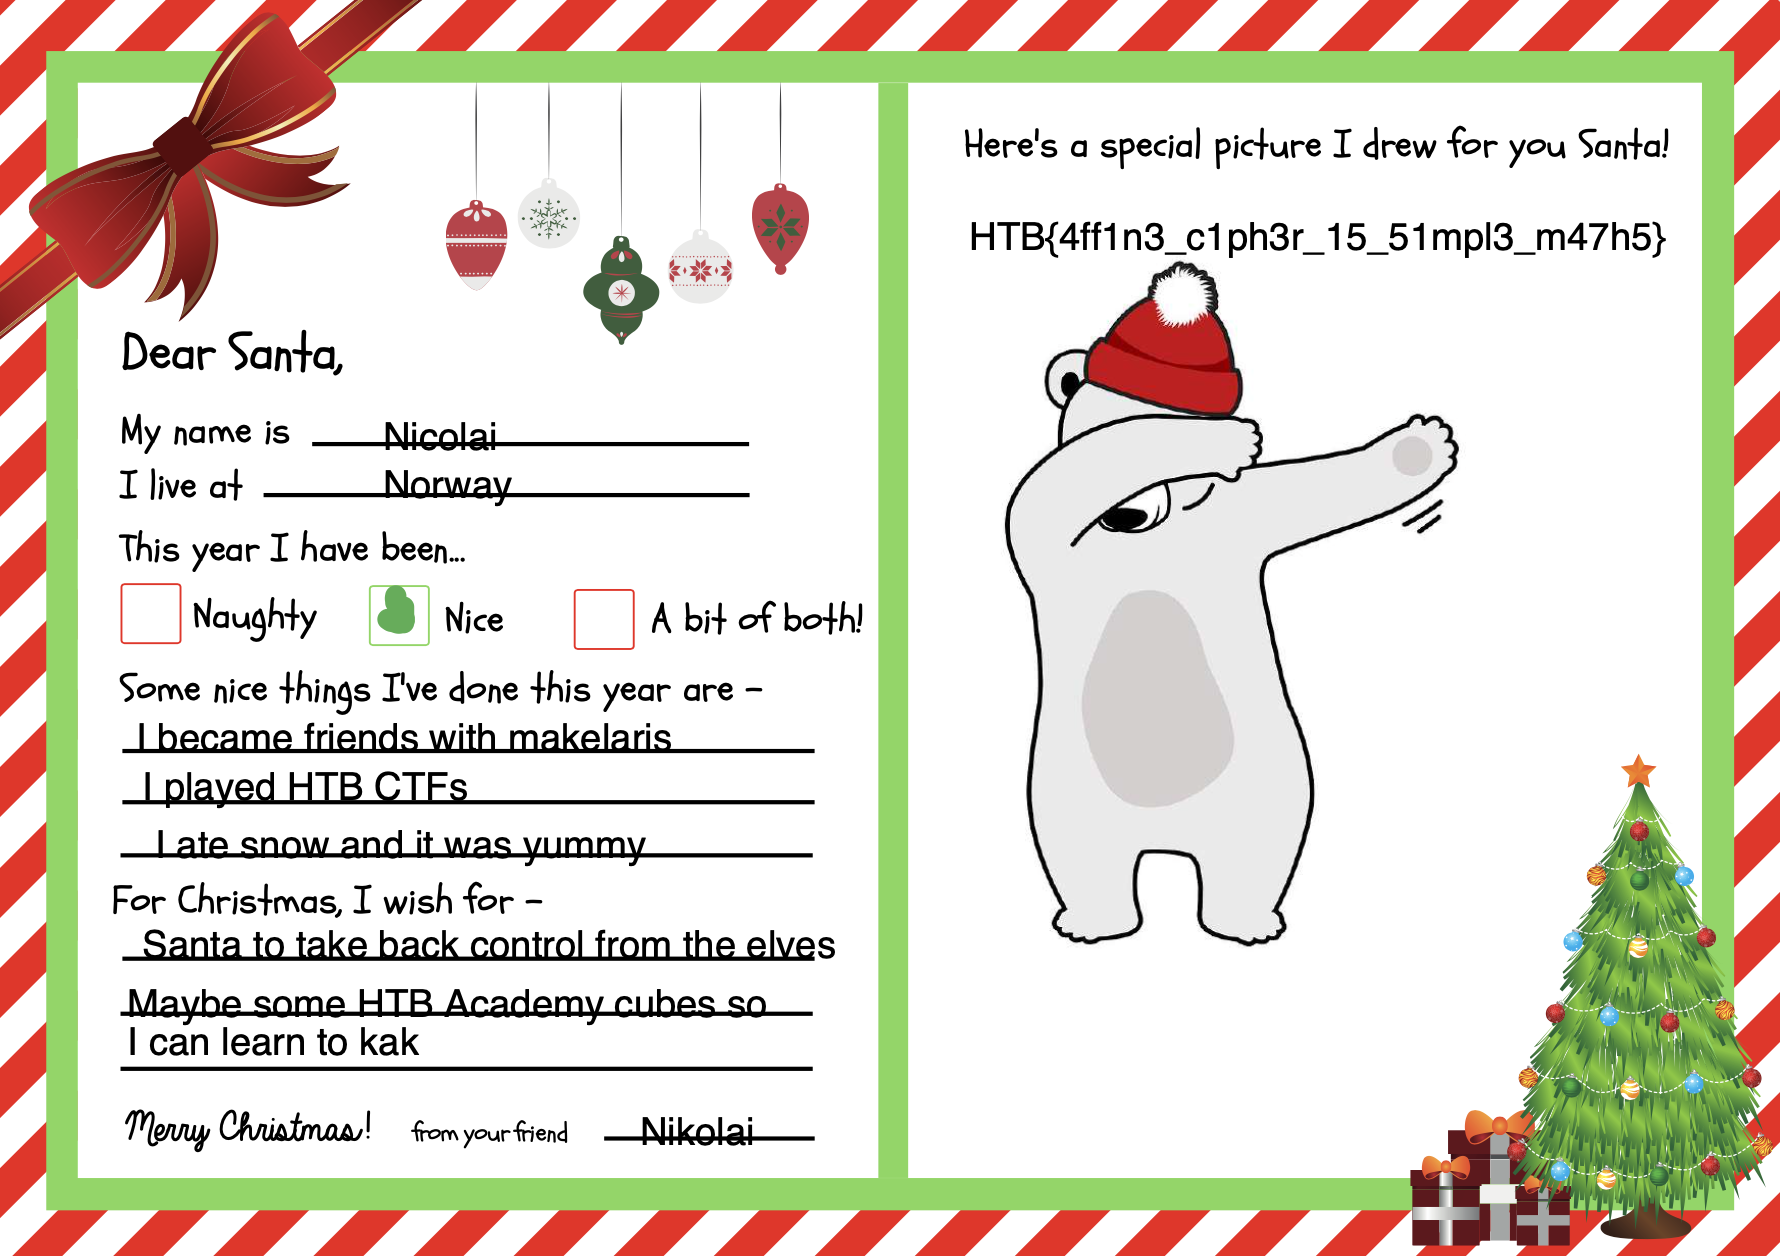 Dear Santa,
My name is Nicolai
I live at Norway
This year I have been...
Naughty Nice A bit of both!
Some nice things I've done this year are -
I became friends with makelaris
I played HTB CTFs
I ate snow and it was yummy
For Christmas, I wish for -
Santa to take back control from the elves
Maybe some HTB Academy cubes so
I can learn to kak
Merry Christmas! from your friend Nikolai
Here's a special picture I drew for you Santa!
HTB{4ff1n3_c1ph3r_15_51mpl3_m47h5}